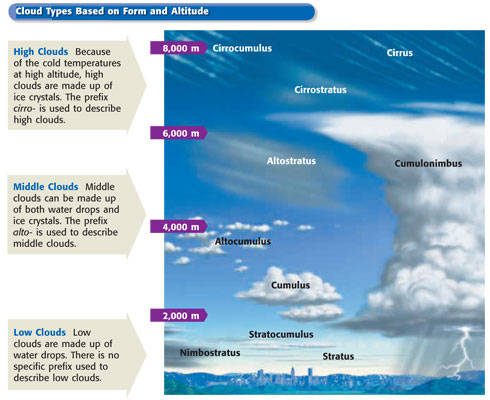 Cloud Types Based on Form and Altitude
High Clouds Because
of the cold temperatures
at high altitude, high
clouds are made up of
ice crystals. The prefix
cirro- is used to describe
high clouds.
8,000 m
Cirrocumulus
Cirrus
Cirrostratus
6,000 m
Altostratus
Cumulonimbus
Middle Clouds Middle
clouds can be made up
of both water drops and
ice crystals. The prefix
alto- is used to describe
middle clouds.
4,000 m
Altocumulus
Cumulus
2,000 m
Low Clouds Low
clouds are made up of
water drops. There is no
specific prefix used to
describe low clouds.
Stratocumulus
Nimbostratus
Stratus